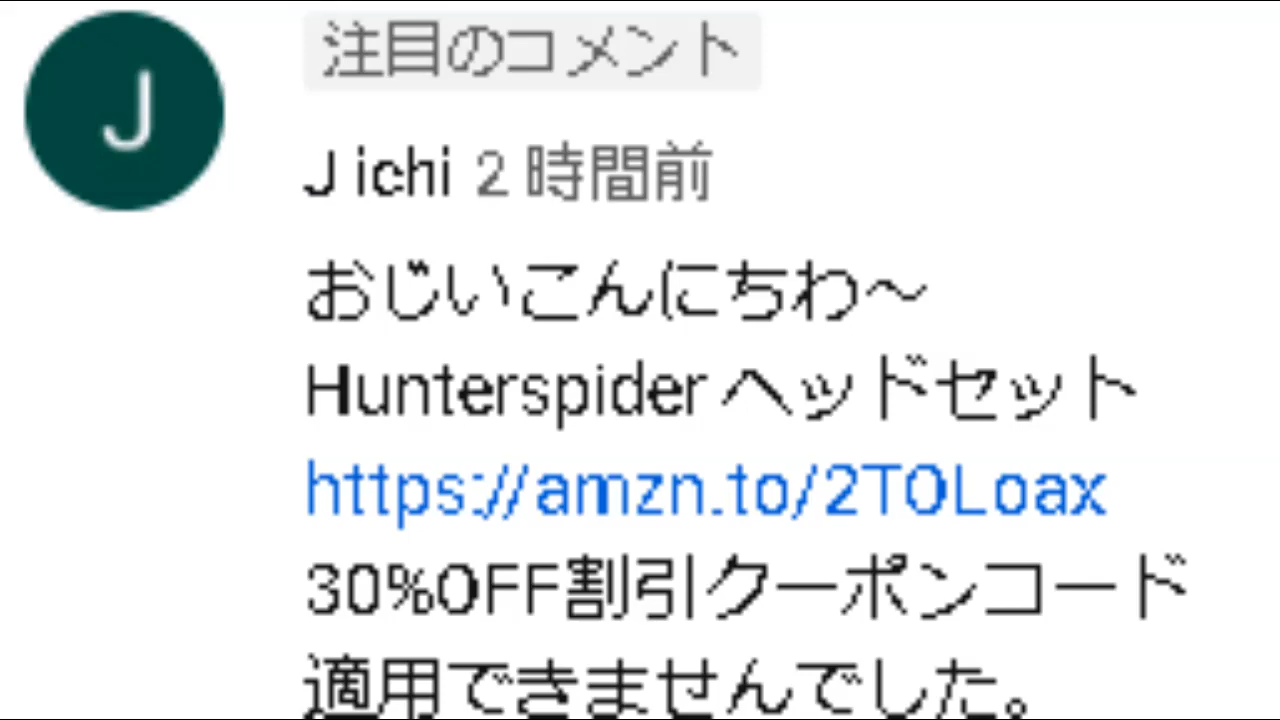 J
注目のコメント
J ichi 2 時間前
おじいこんにちわ～
Hunterspider ヘッドセット
https://amzn.to/2TOLoax
30%OFF割引クーポンコード
適用できませんでした。